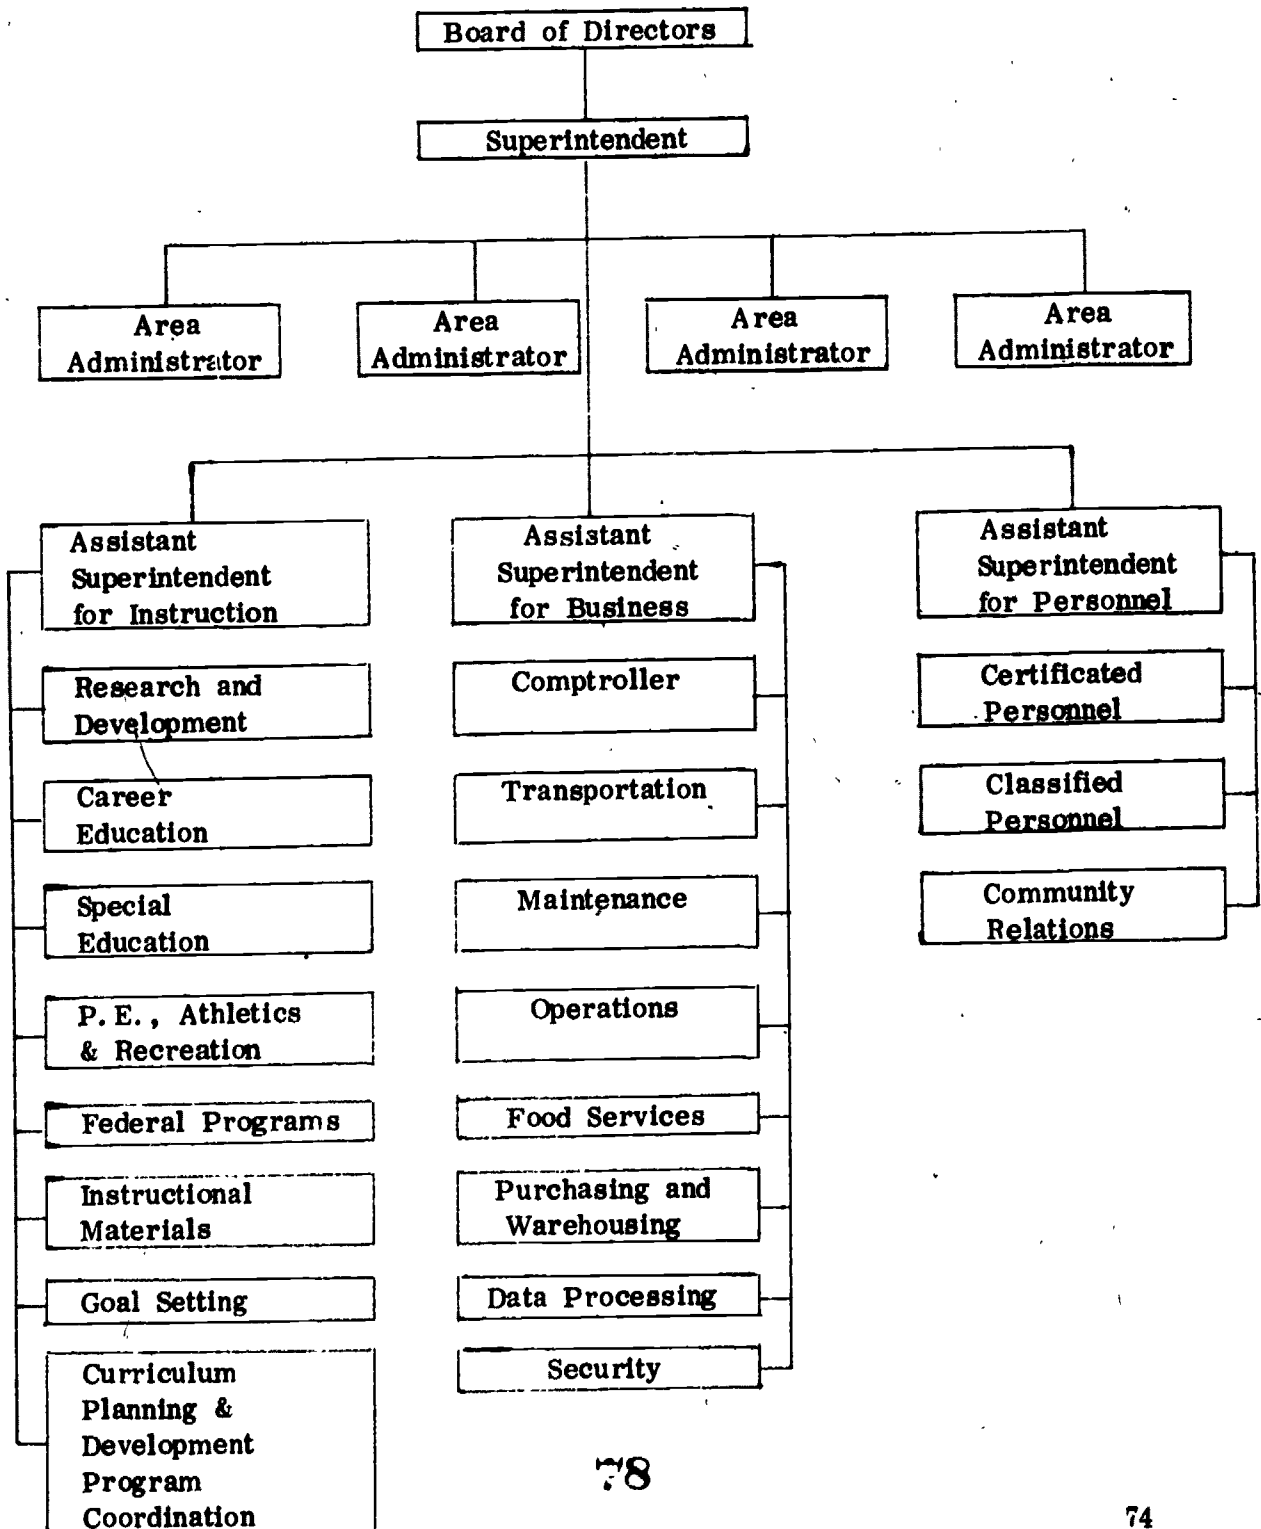 Board of Directors
Superintendent
Area
Administrator
Area
Administrator
Area
Administrator
Area
Administrator
Assistant
Superintendent
for Instruction
Research and
Development
Career
Education
Special
Education
P.E., Athletics
& Recreation
Federal Programs
Instructional
Materials
Goal Setting
Curriculum
Planning &
Development
Program
Coordination
Assistant
Superintendent
for Business
Comptroller
Transportation
Maintenance
Operations
Food Services
Purchasing and
Warehousing
Data Processing
Security
Assistant
Superintendent
for Personnel
Certificated
Personnel
Classified
Personnel
Community
Relations
78
74